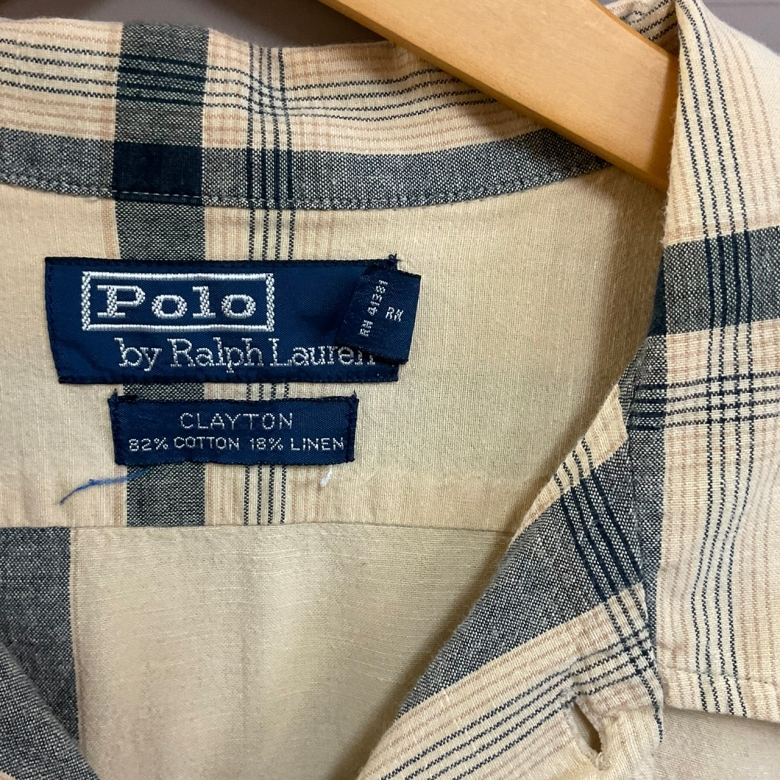 Polo
by Ralph Lauren
RN 41381
RK
CLAYTON
82% COTTON 18% LINEN